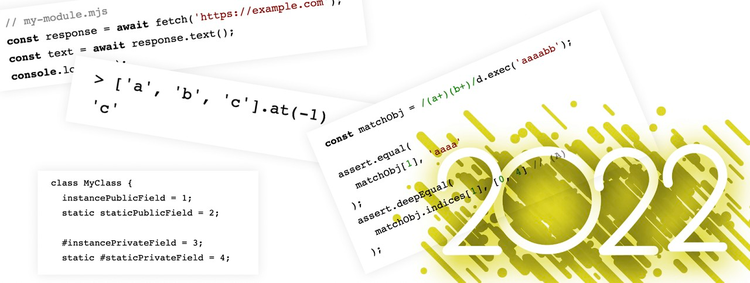 // my-module.mjs
const response = await fetch('https://example.com');
const text = await response.text();
console.lo
> ['a', 'b', 'c'].at(-1)
'c'
class MyClass {
instancePublicField = 1;
static staticPublicField = 2;
#instancePrivateField = 3;
static #staticPrivateField = 4;
const matchObj = /(a+)(b+)/d.exec('aaaabb');
assert.equal(
matchObj[1], 'aaaa'
);
assert.deepEqual(
matchObj.indices[1], [0, 4] // (A)
);
2022